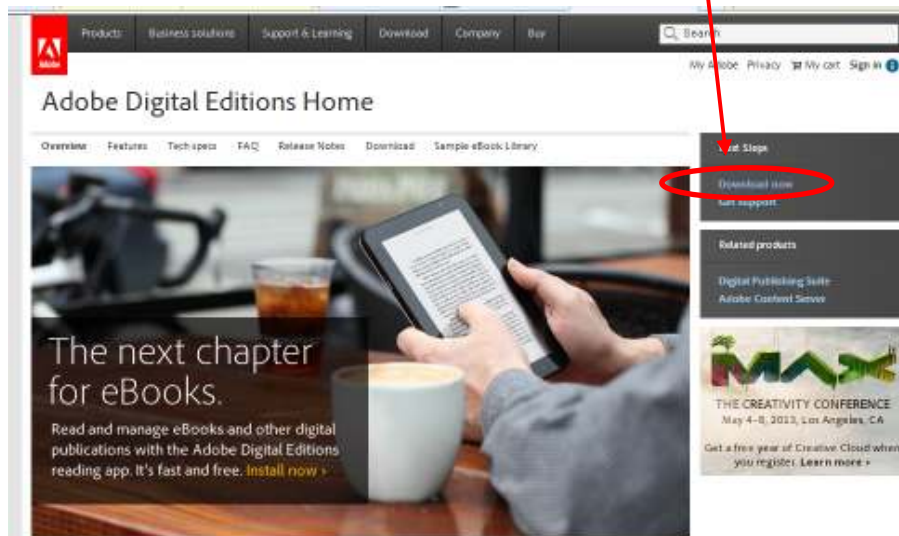 Products Business solutions Support & Learning Download Company Buy
Search
Adobe
My Adobe Privacy My cart Sign in
Adobe Digital Editions Home
Overview Features Tech specs FAQ Release Notes Download Sample eBook Library
Next Steps
Download now
Get support
Related products
Digital Publishing Suite
Adobe Content Server
The next chapter
for eBooks.
Read and manage eBooks and other digital
publications with the Adobe Digital Editions
reading app. It's fast and free. Install now ›
MAX
THE CREATIVITY CONFERENCE
May 4-8, 2013, Los Angeles, CA
Get a free year of Creative Cloud when
you register. Learn more ›